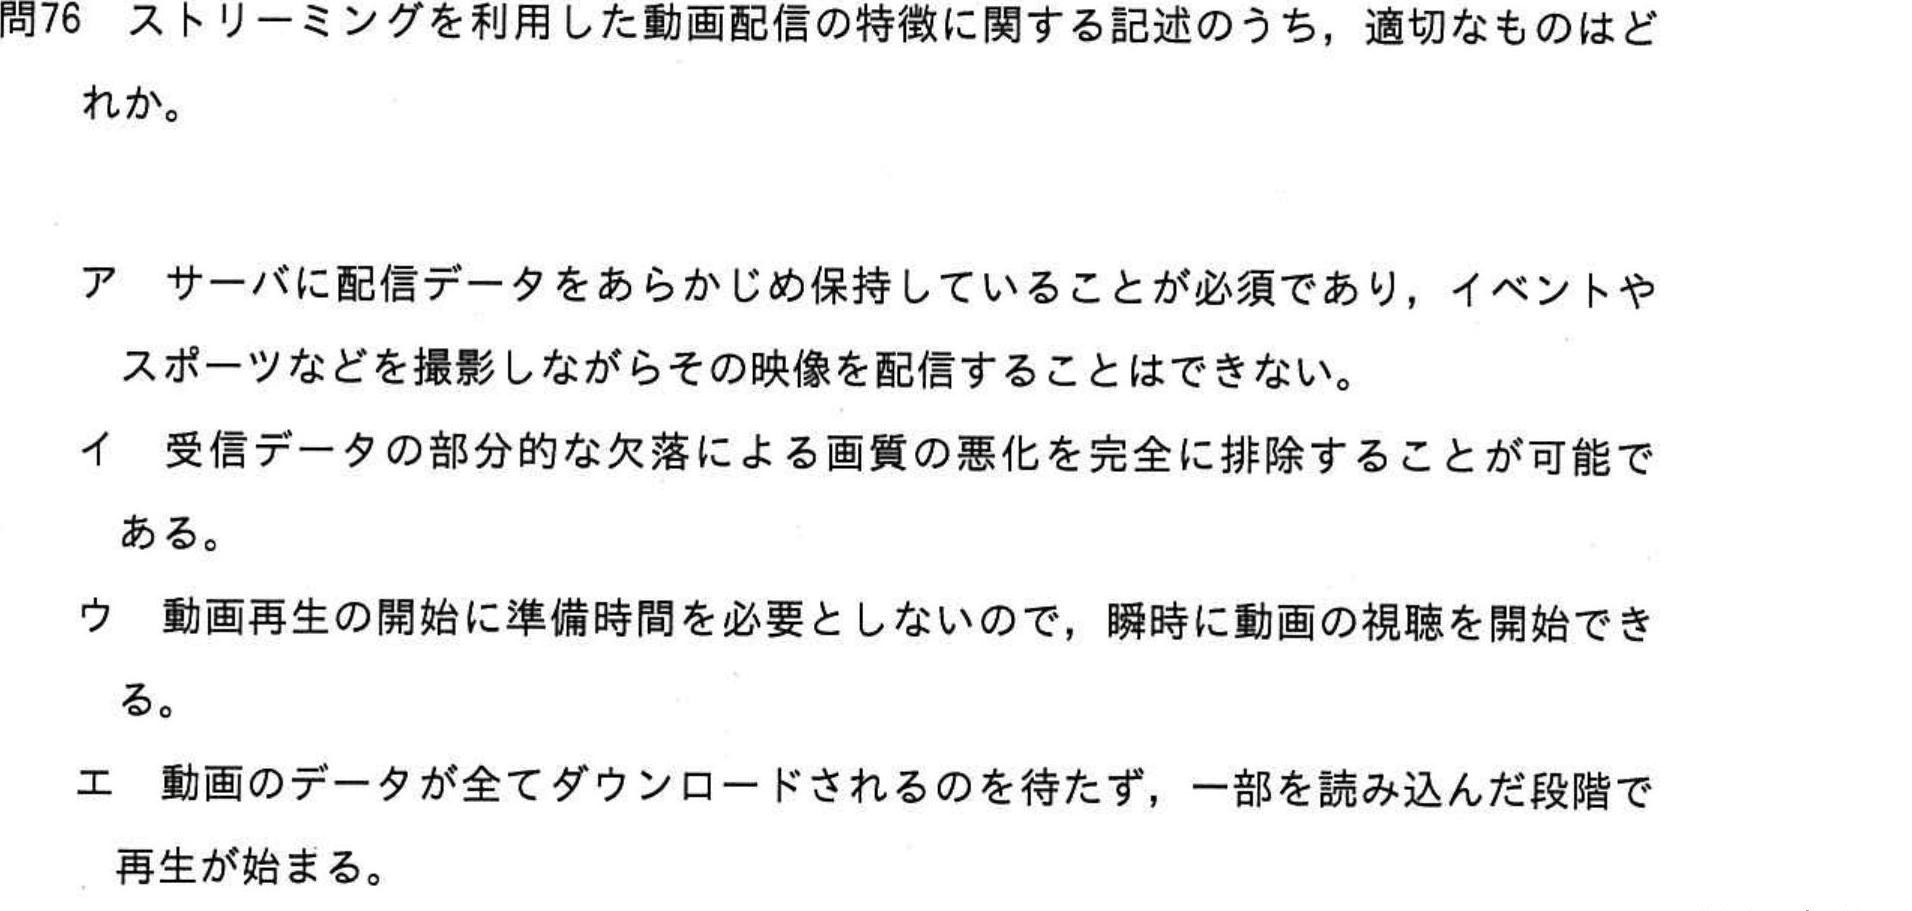 問76 ストリーミングを利用した動画配信の特徴に関する記述のうち，適切なものはど
れか。
ア サーバに配信データをあらかじめ保持していることが必須であり，イベントや
スポーツなどを撮影しながらその映像を配信することはできない。
イ 受信データの部分的な欠落による画質の悪化を完全に排除することが可能で
ある。
ウ 動画再生の開始に準備時間を必要としないので，瞬時に動画の視聴を開始でき
る。
エ 動画のデータが全てダウンロードされるのを待たず，一部を読み込んだ段階で
再生が始まる。